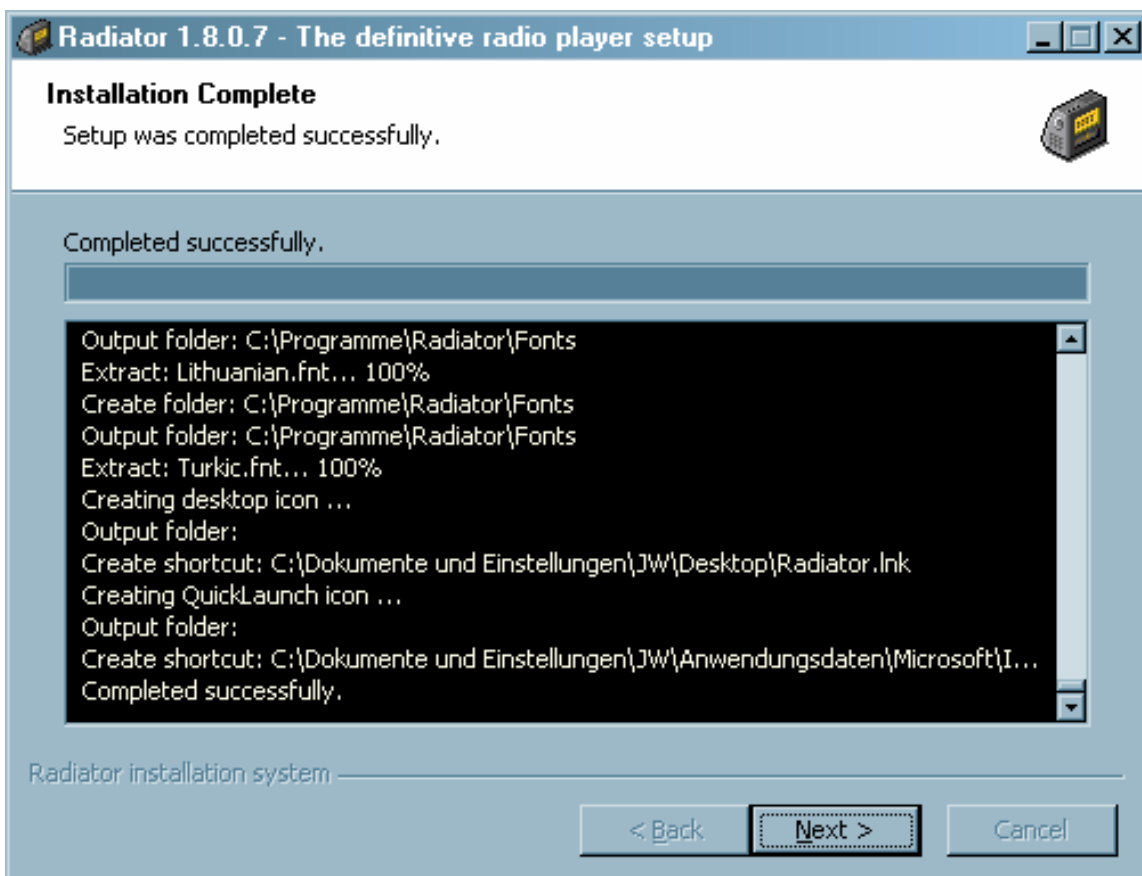 Radiator 1.8.0.7 - The definitive radio player setup
Installation Complete
Setup was completed successfully.
Completed successfully.
Output folder: C:\Programme\Radiator\Fonts
Extract: Lithuanian.fnt... 100%
Create folder: C:\Programme\Radiator\Fonts
Output folder: C:\Programme\Radiator\Fonts
Extract: Turkic.fnt... 100%
Creating desktop icon ...
Output folder:
Create shortcut: C:\Dokumente und Einstellungen\JW\Desktop\Radiator.lnk
Creating QuickLaunch icon ...
Output folder:
Create shortcut: C:\Dokumente und Einstellungen\JW\Anwendungsdaten\Microsoft\I...
Completed successfully.
Radiator installation system
< Back Next > Cancel